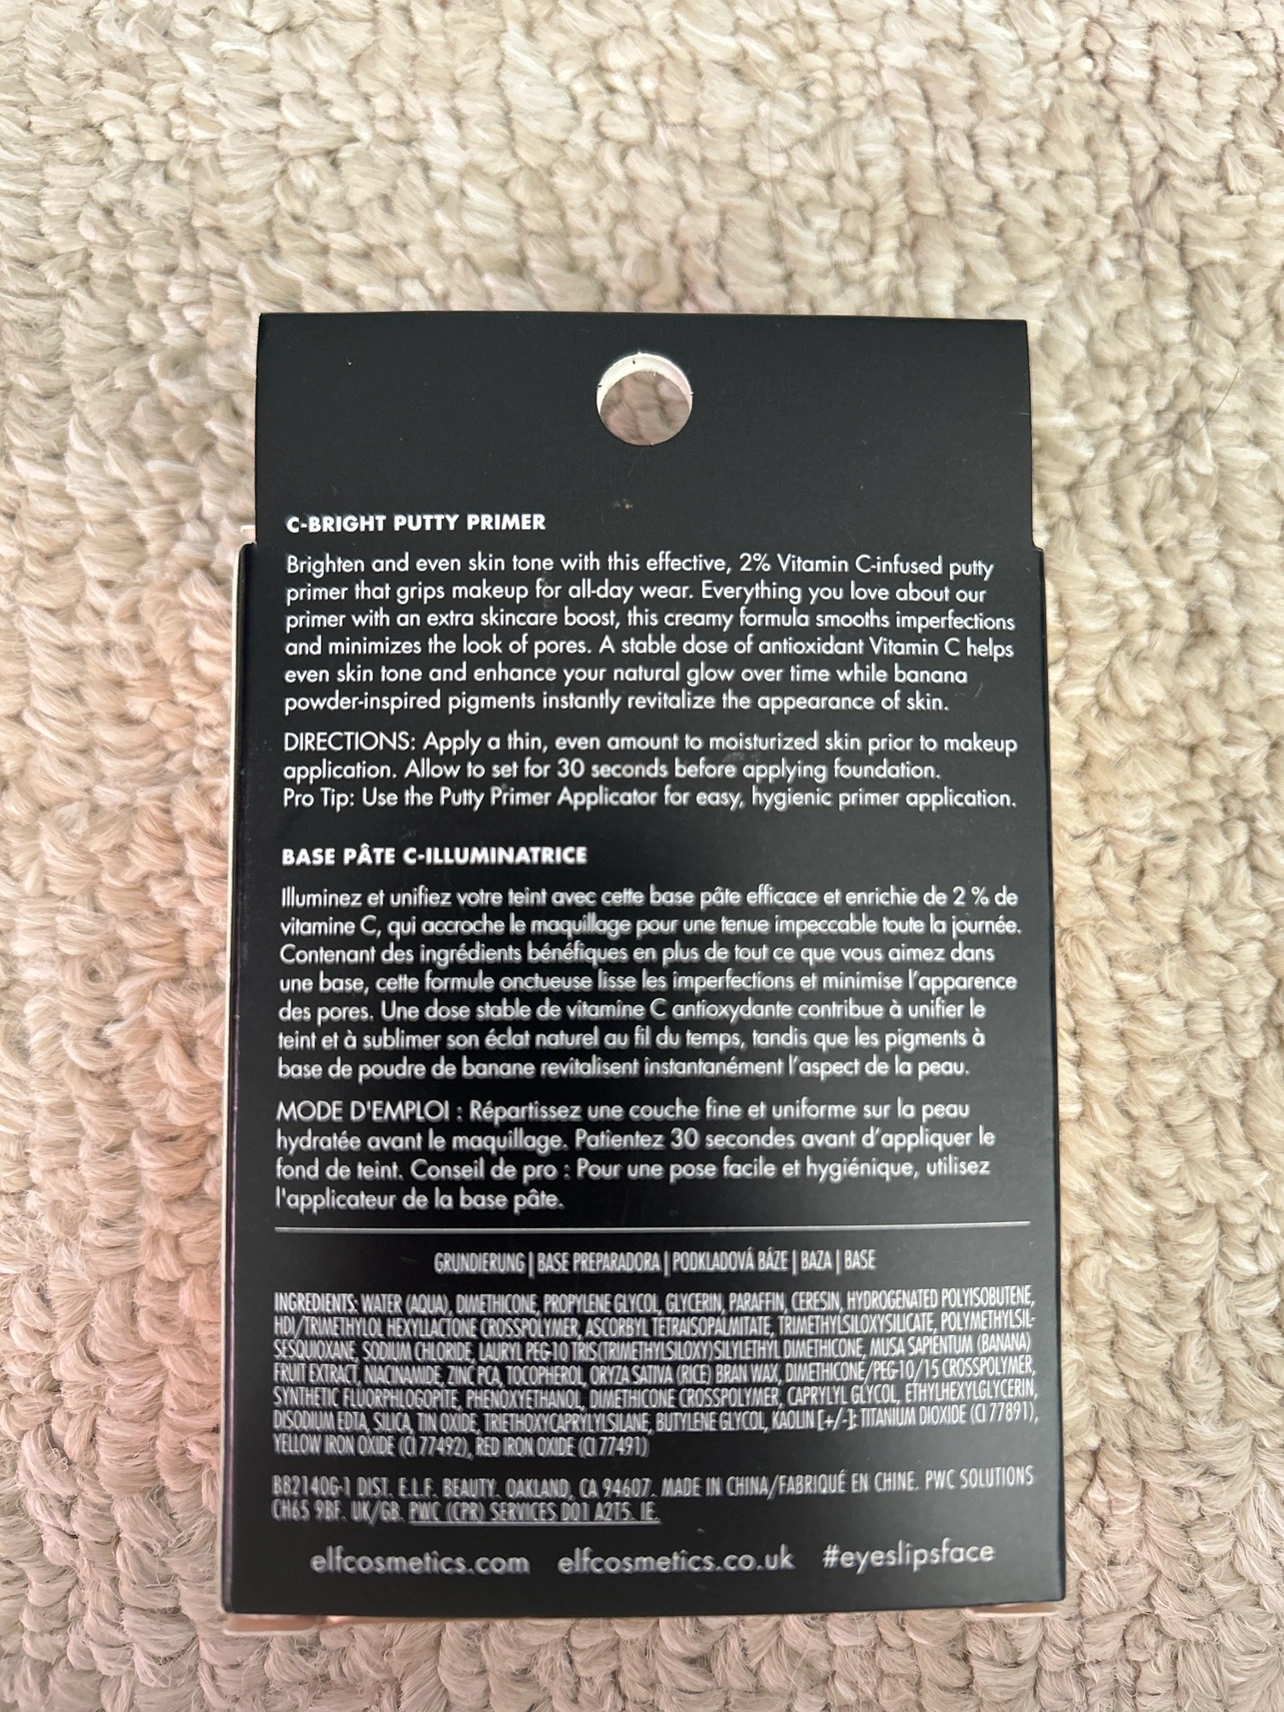 C-BRIGHT PUTTY PRIMER
Brighten and even skin tone with this effective, 2% Vitamin C-infused putty
primer that grips makeup for all-day wear. Everything you love about our
primer with an extra skincare boost, this creamy formula smooths imperfections
and minimizes the look of pores. A stable dose of antioxidant Vitamin C helps
even skin tone and enhance your natural glow over time while banana
powder-inspired pigments instantly revitalize the appearance of skin.
DIRECTIONS: Apply a thin, even amount to moisturized skin prior to makeup
application. Allow to set for 30 seconds before applying foundation.
Pro Tip: Use the Putty Primer Applicator for easy, hygienic primer application.
BASE PÂTE C-ILLUMINATRICE
Illuminez et unifiez votre teint avec cette base pâte efficace et enrichie de 2 % de
vitamine C, qui accroche le maquillage pour une tenue impeccable toute la journée.
Contenant des ingrédients bénéfiques en plus de tout ce que vous aimez dans
une base, cette formule onctueuse lisse les imperfections et minimise l'apparence
des pores. Une dose stable de vitamine C antioxydante contribue à unifier le
teint et à sublimer son éclat naturel au fil du temps, tandis que les pigments à
base de poudre de banane revitalisent instantanément l'aspect de la peau.
MODE D'EMPLOI : Répartissez une couche fine et uniforme sur la peau
hydratée avant le maquillage. Patientez 30 secondes avant d'appliquer le
fond de teint. Conseil de pro : Pour une pose facile et hygiénique, utilisez
l'applicateur de la base pâte.
GRUNDIERUNG | BASE PREPARADORA | PODKLADOVÁ BÁZE | BAZA | BASE
INGREDIENTS: WATER (AQUA), DIMETHICONE, PROPYLENE GLYCOL, GLYCERIN, PARAFFIN, CERESIN, HYDROGENATED POLYISOBUTENE,
HDI/TRIMETHYLOL HEXYLLACTONE CROSSPOLYMER, ASCORBYL TETRAISOPALMITATE, TRIMETHYLSILOXYSILICATE, POLYMETHYLSIL-
SESQUIOXANE, SODIUM CHLORIDE, LAURYL PEG-10 TRIS(TRIMETHYLSILOXY)SILYLETHYL DIMETHICONE, MUSA SAPIENTUM (BANANA)
FRUIT EXTRACT, NIACINAMIDE, ZINC PCA, TOCOPHEROL, ORYZA SATIVA (RICE) BRAN WAX, DIMETHICONE/PEG-10/15 CROSSPOLYMER,
SYNTHETIC FLUORPHLOGOPITE, PHENOXYETHANOL, DIMETHICONE CROSSPOLYMER, CAPRYLYL GLYCOL, ETHYLHEXYLGLYCERIN,
DISODIUM EDTA, SILICA, TIN OXIDE, TRIETHOXYCAPRYLYLSILANE, BUTYLENE GLYCOL, KAOLIN [+/-]: TITANIUM DIOXIDE (CI 77891),
YELLOW IRON OXIDE (CI 77492), RED IRON OXIDE (CI 77491)
B82140G-1 DIST. E.L.F. BEAUTY. OAKLAND, CA 94607. MADE IN CHINA/FABRIQUÉ EN CHINE. PWC SOLUTIONS
CH65 9BF. UK/GB. PWC (CPR) SERVICES D01 A2T5. IE.
elfcosmetics.com elfcosmetics.co.uk #eyeslipsface